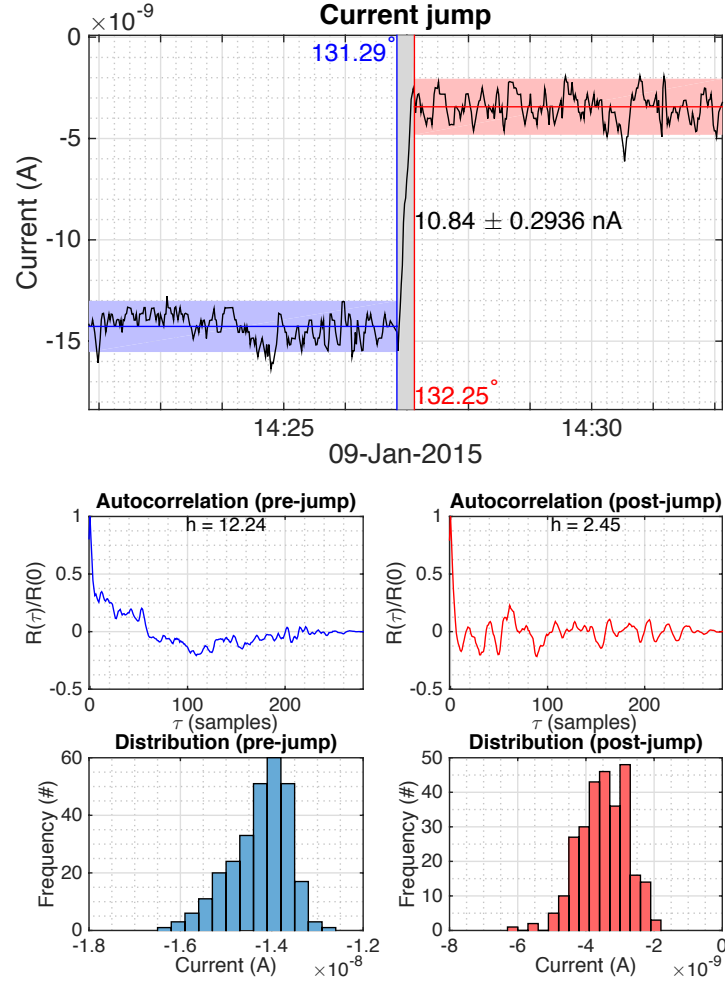 Current jump
×10⁻⁹
0
-5
-10
-15
Current (A)
131.29°
10.84 ± 0.2936 nA
132.25°
14:25
14:30
09-Jan-2015
Autocorrelation (pre-jump)
h = 12.24
1
0.5
0
-0.5
R(τ)/R(0)
0
100
200
τ (samples)
Autocorrelation (post-jump)
h = 2.45
1
0.5
0
-0.5
R(τ)/R(0)
0
100
200
τ (samples)
Distribution (pre-jump)
60
40
20
0
Frequency (#)
-1.8
-1.6
-1.4
-1.2
Current (A)
×10⁻⁸
Distribution (post-jump)
50
40
30
20
10
0
Frequency (#)
-8
-6
-4
-2
0
Current (A)
×10⁻⁹